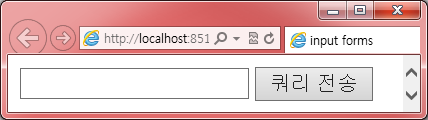 http://localhost:851
input forms
쿼리 전송